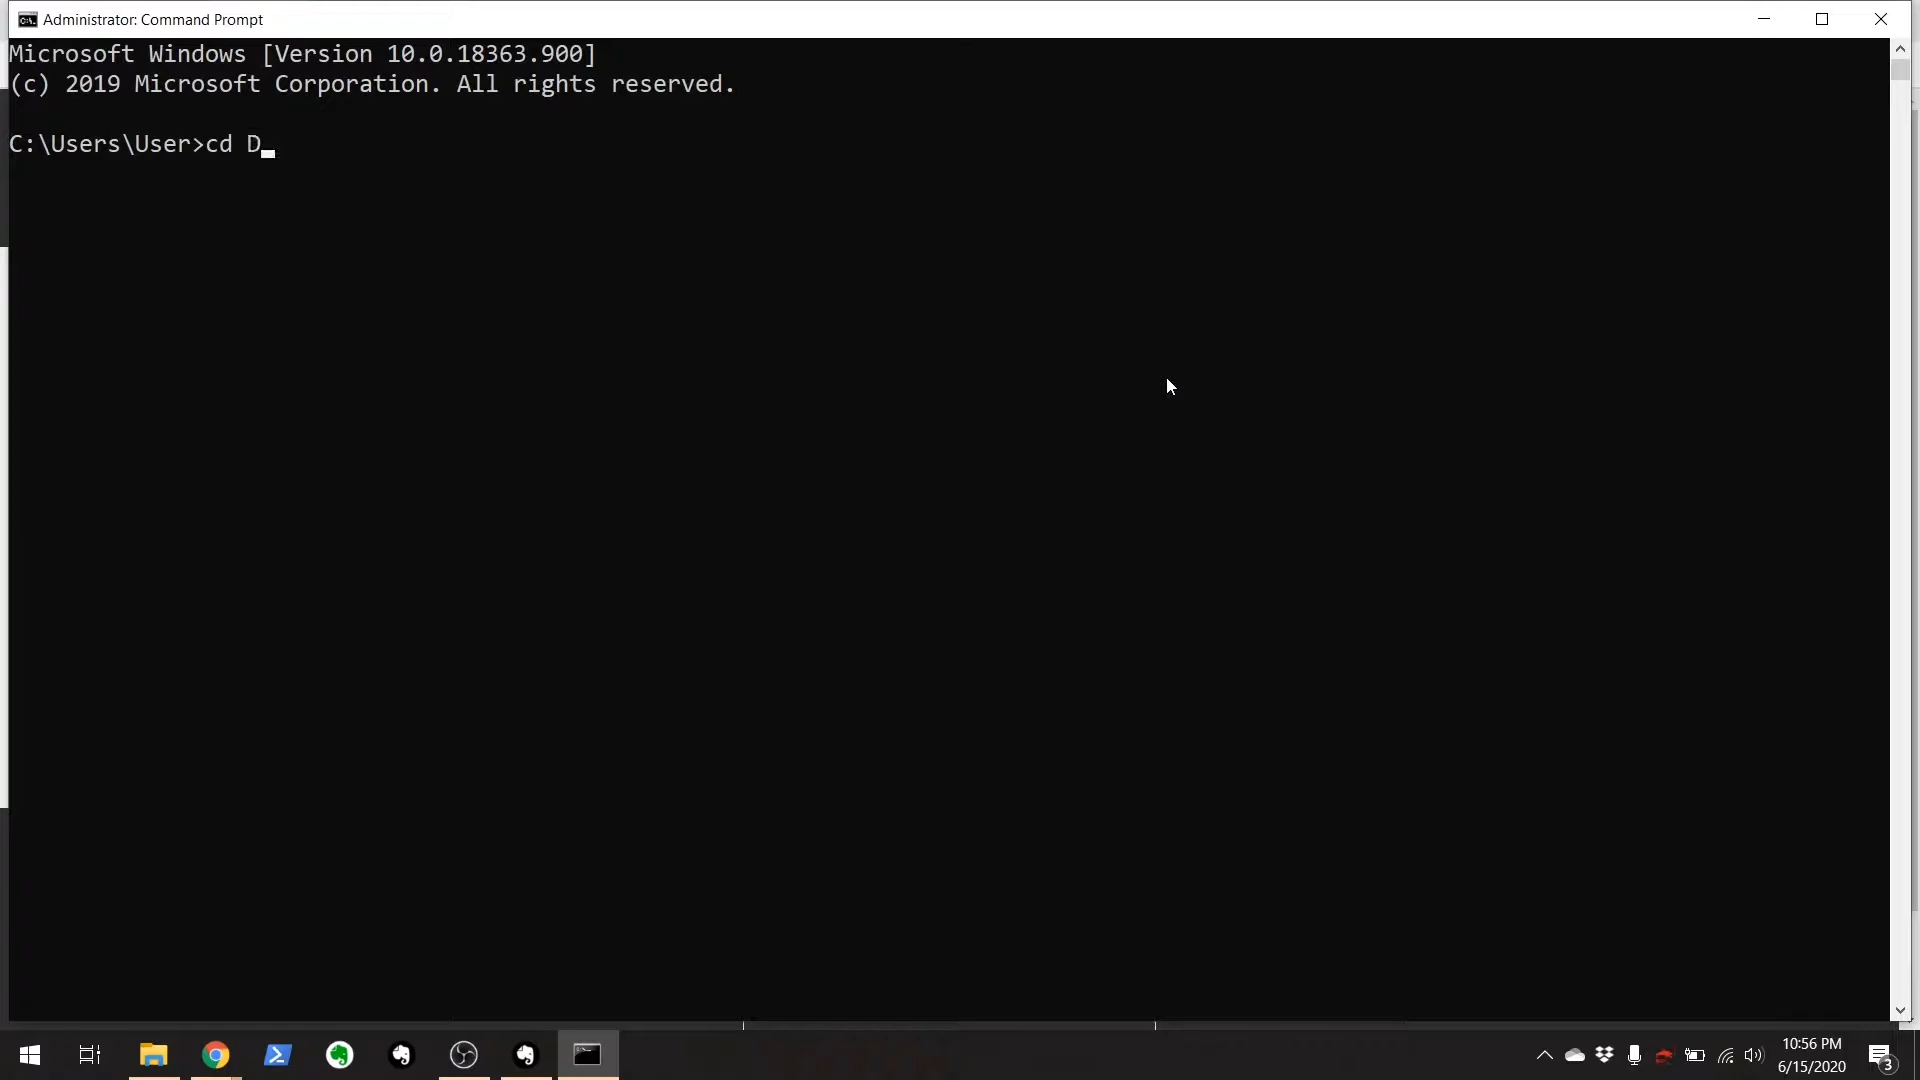 Administrator: Command Prompt
Microsoft Windows [Version 10.0.18363.900]
(c) 2019 Microsoft Corporation. All rights reserved.
C:\Users\User>cd D
10:56 PM
6/15/2020
3